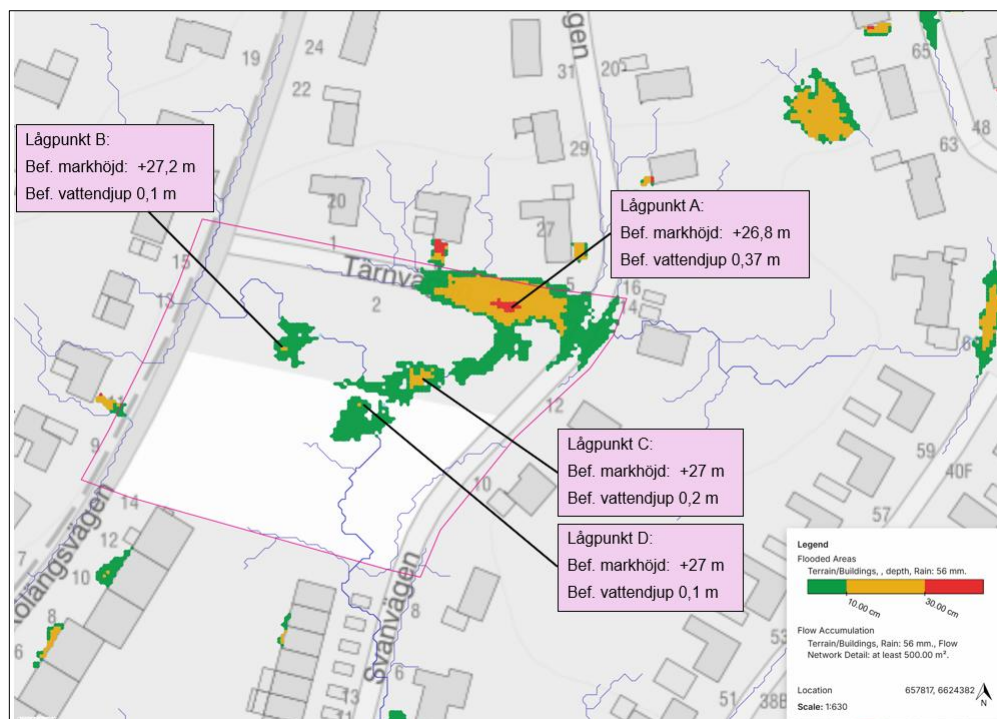 24
19
22
31
20
65
48
63
29
Lågpunkt B:
Bef. markhöjd: +27,2 m
Bef. vattendjup 0,1 m
Lågpunkt A:
Bef. markhöjd: +26,8 m
Bef. vattendjup 0,37 m
20
27
1
15
2
5
16
14
13
12
9
10
14
7
12
10
8
6
8
6
6
13
11
59
40F
57
53
51
38B
Lågpunkt C:
Bef. markhöjd: +27 m
Bef. vattendjup 0,2 m
Lågpunkt D:
Bef. markhöjd: +27 m
Bef. vattendjup 0,1 m
Svanvägen
Legend
Flooded Areas
Terrain/Buildings, , depth, Rain: 56 mm.
10.00 cm
30.00 cm
Flow Accumulation
Terrain/Buildings, Rain: 56 mm., Flow
Network Detail: at least 500.00 m².
Location 657817, 6624382
Scale: 1:630
N